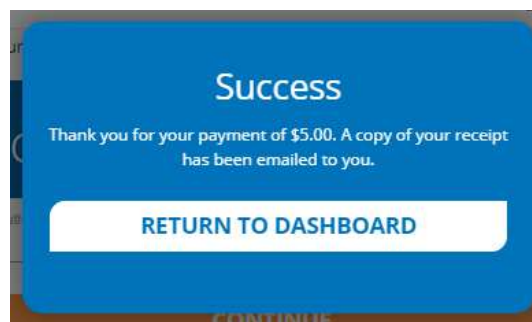 Success
Thank you for your payment of $5.00. A copy of your receipt
has been emailed to you.
RETURN TO DASHBOARD
CONTINUE